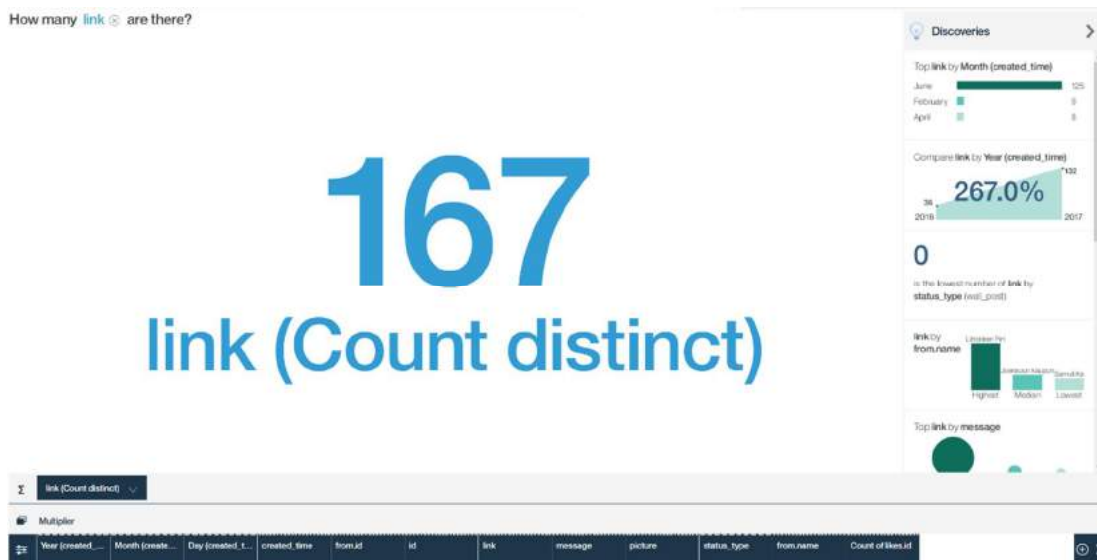 How many link are there?
167
link (Count distinct)
Discoveries
Top link by Month (created_time)
June 125
February 9
April 8
Compare link by Year (created_time)
267.0%
132
36
2016 2017
0
is the lowest number of link by
status_type (wall_post)
link by
from.name
Highest Median Lowest
Top link by message
Σ link (Count distinct)
Multiplier
Year (created_... Month (create... Day (created_t... created_time from.id id link message picture status_type from.name Count of likes.id